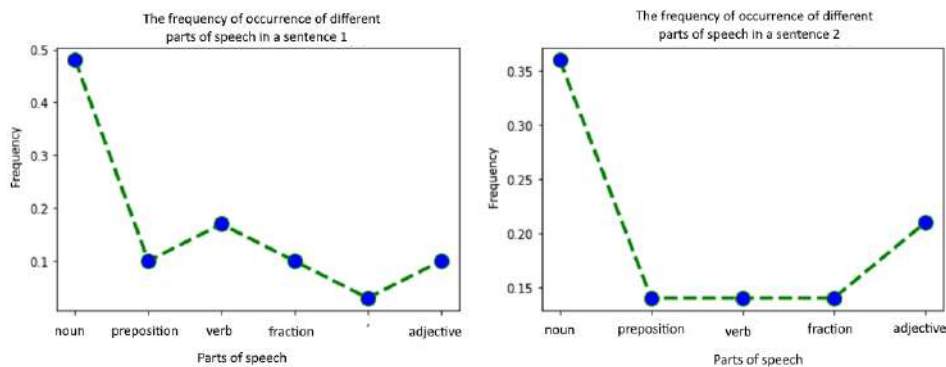 The frequency of occurrence of different
parts of speech in a sentence 1
0.5
0.4
0.3
0.2
0.1
Frequency
noun
preposition
verb
fraction
,
adjective
Parts of speech
The frequency of occurrence of different
parts of speech in a sentence 2
0.35
0.30
0.25
0.20
0.15
Frequency
noun
preposition
verb
fraction
adjective
Parts of speech